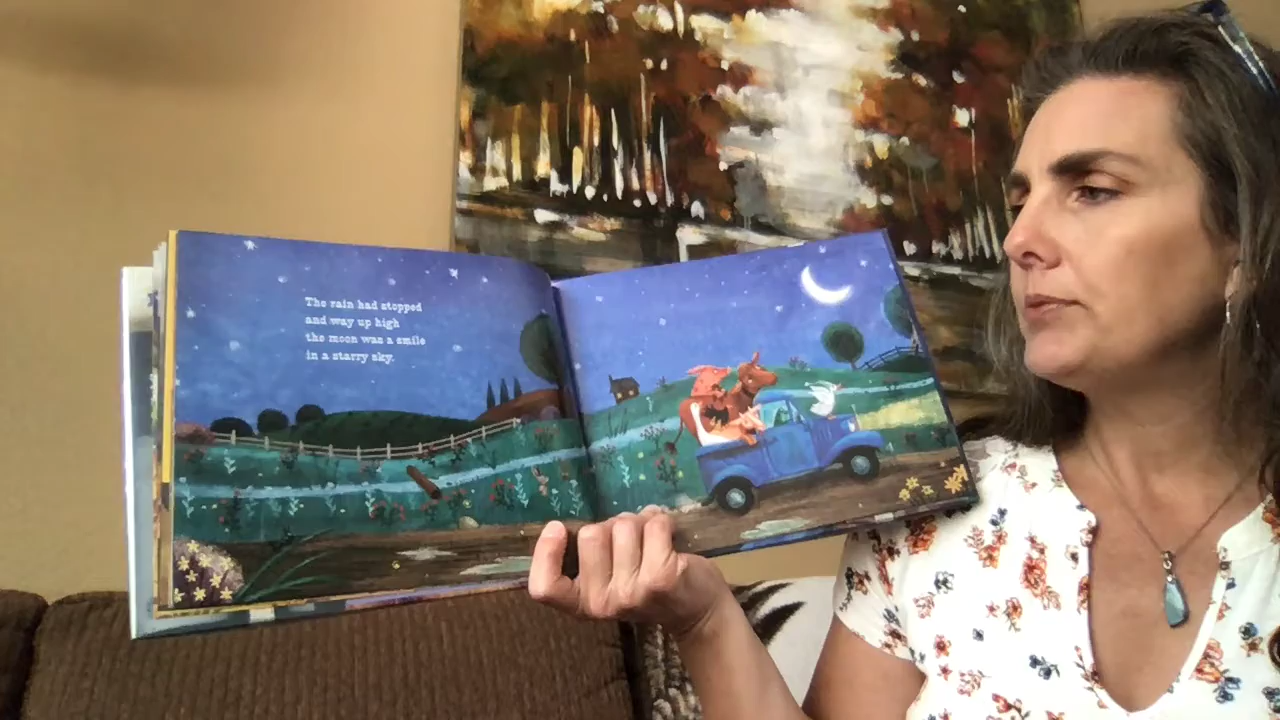 The rain had stopped
and way up high
the moon was a smile
in a starry sky.